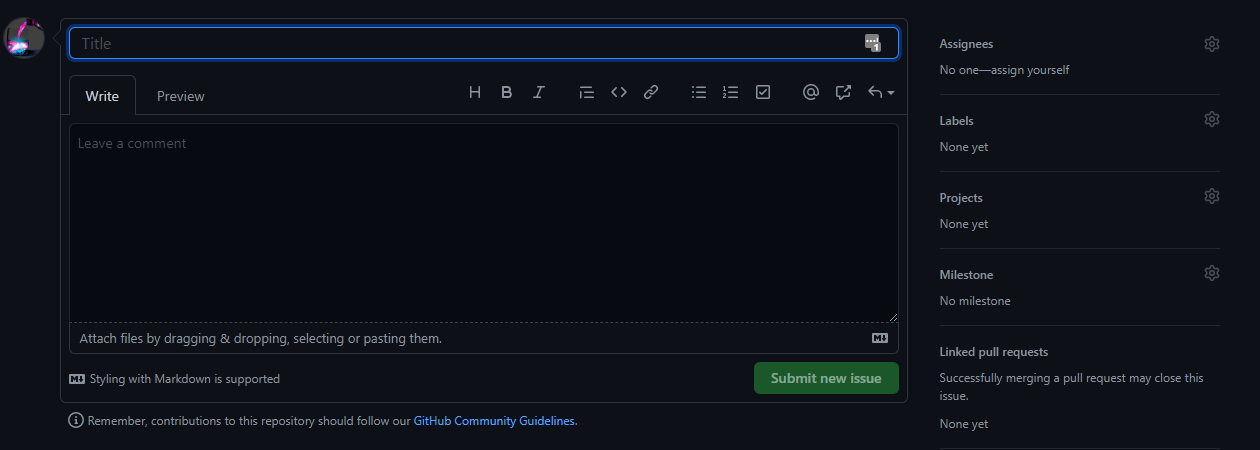 Title
Write Preview
Leave a comment
Attach files by dragging & dropping, selecting or pasting them.
Styling with Markdown is supported
Submit new issue
Remember, contributions to this repository should follow our GitHub Community Guidelines.
Assignees
No one—assign yourself
Labels
None yet
Projects
None yet
Milestone
No milestone
Linked pull requests
Successfully merging a pull request may close this
issue.
None yet